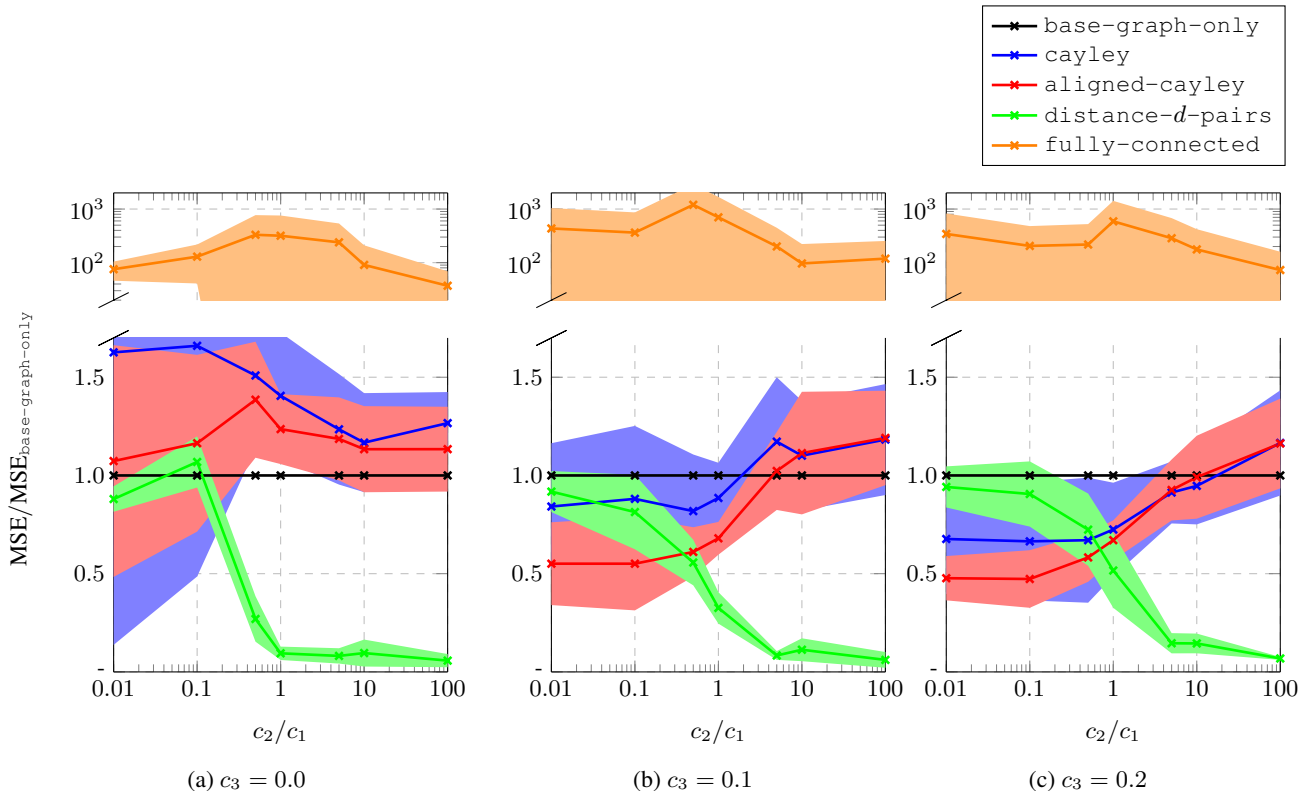 base-graph-only
cayley
aligned-cayley
distance-d-pairs
fully-connected
MSE/MSE base-graph-only
10³
10²
1.5
1.0
0.5
-
0.01 0.1 1 10 100
c₂/c₁
(a) c₃ = 0.0
10³
10²
1.5
1.0
0.5
-
0.01 0.1 1 10 100
c₂/c₁
(b) c₃ = 0.1
10³
10²
1.5
1.0
0.5
-
0.01 0.1 1 10 100
c₂/c₁
(c) c₃ = 0.2